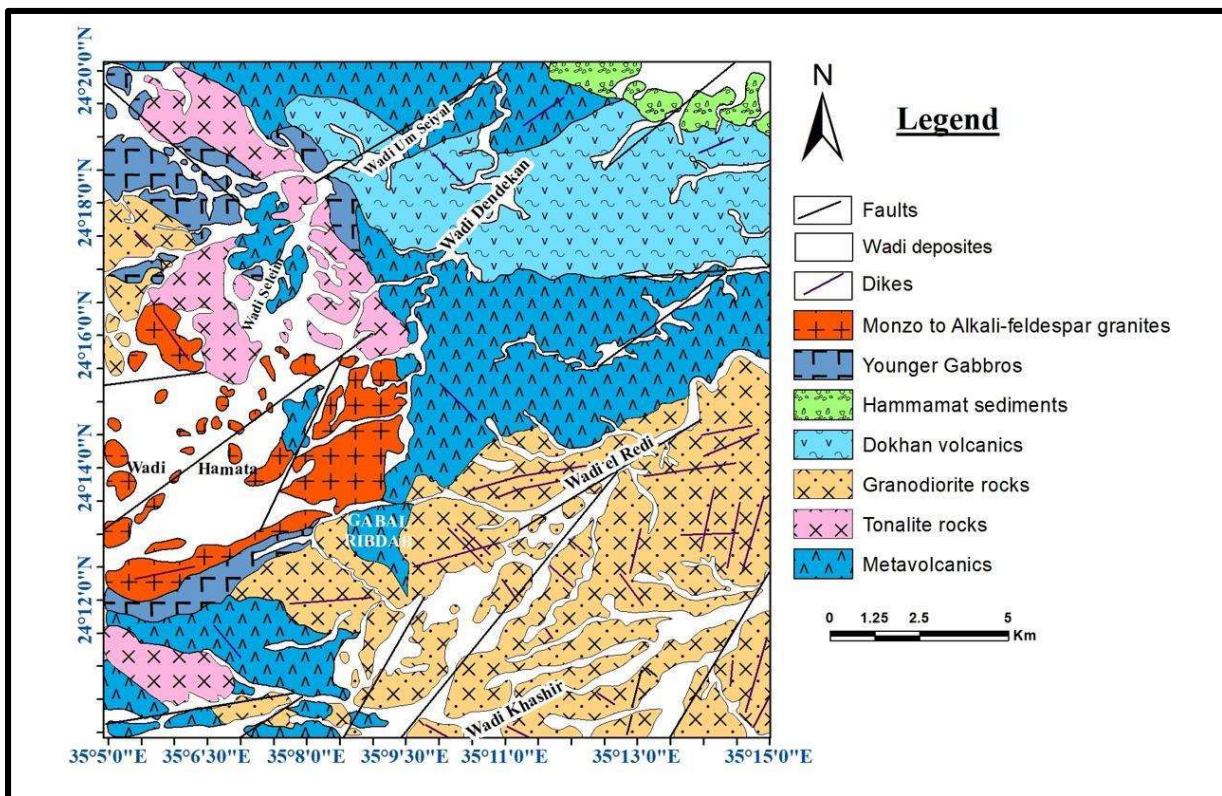 24°20'0"N
24°18'0"N
24°16'0"N
24°14'0"N
24°12'0"N
35°5'0"E
35°6'30"E
35°8'0"E
35°9'30"E
35°11'0"E
35°13'0"E
35°15'0"E
Wadi Um Seiyal
Wadi Dendekan
Wadi Seleim
Wadi Hamata
Wadi el Redi
GABAL
RIBDAB
Wadi Khashir
N
Legend
Faults
Wadi deposites
Dikes
Monzo to Alkali-feldespar granites
Younger Gabbros
Hammamat sediments
Dokhan volcanics
Granodiorite rocks
Tonalite rocks
Metavolcanics
0 1.25 2.5 5
Km